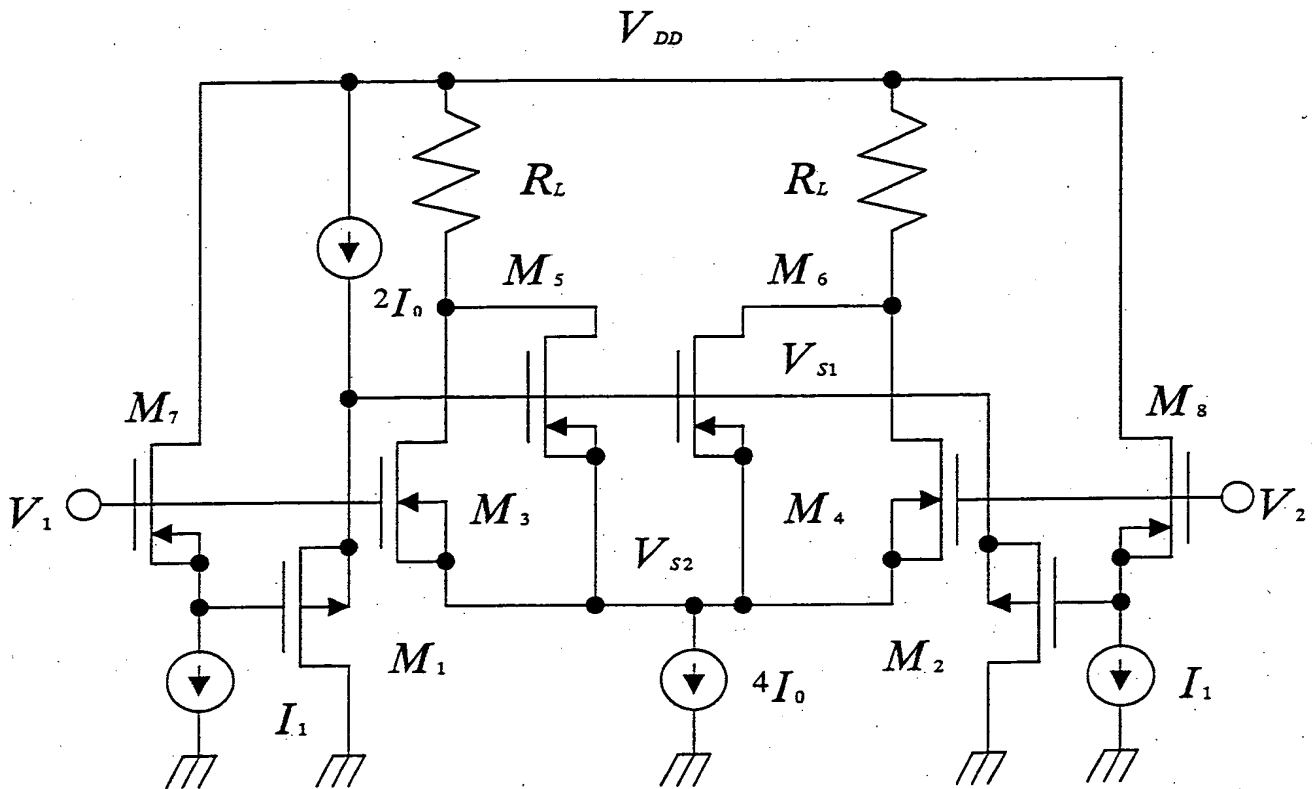 V_DD
R_L R_L
2I_0 M_5 M_6
V_S1
M_7 M_8
V_1 M_3 M_4 V_2
V_S2
M_1 M_2
I_1 4I_0 I_1